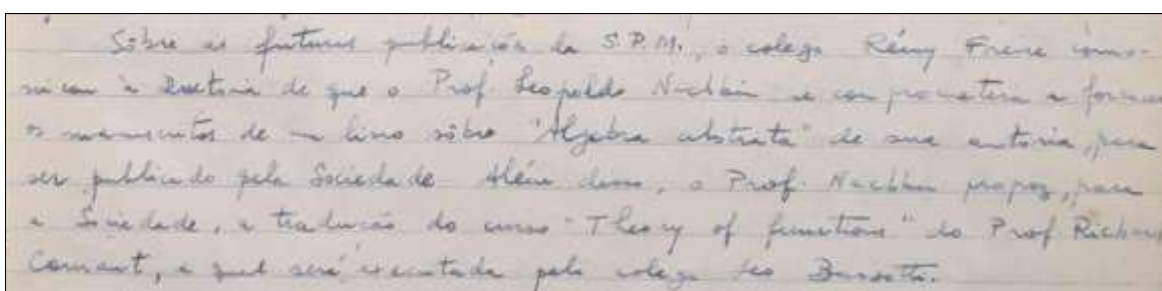 Sôbre as futuras publicações da S.P.M., o colega Rémy Freire comu-
nicou à Diretoria de que o Prof. Leopoldo Nachbin se comprometera a fornecer
os manuscritos de um livro sôbre "Algebra abstrata" de sua autoria, para
ser publicado pela Sociedade. Além disso, o Prof. Nachbin propoz, para
a Sociedade, a tradução do curso "Theory of functions" do Prof Richard
Courant, a qual será executada pelo colega Leo Barsotti.